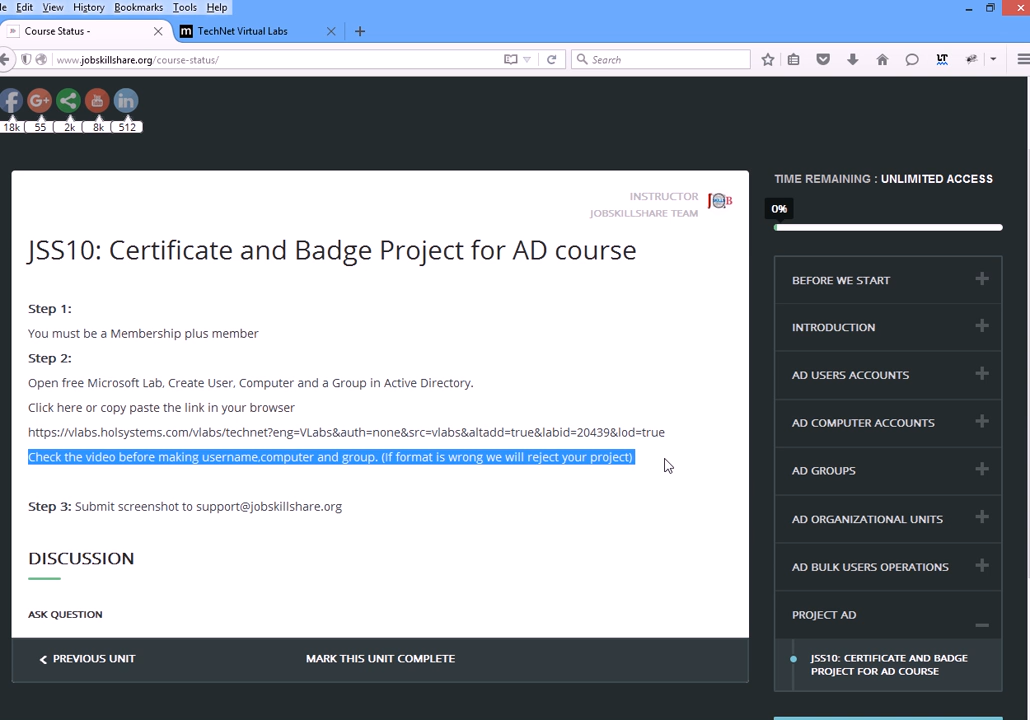 Edit View History Bookmarks Tools Help
Course Status -
TechNet Virtual Labs
www.jobskillshare.org/course-status/
Search
18k 55 2k 8k 512
INSTRUCTOR
JOBSKILLSHARE TEAM
JSS10: Certificate and Badge Project for AD course
Step 1:
You must be a Membership plus member
Step 2:
Open free Microsoft Lab, Create User, Computer and a Group in Active Directory.
Click here or copy paste the link in your browser
https://vlabs.holsystems.com/vlabs/technet?eng=VLabs&auth=none&src=vlabs&altadd=true&labid=20439&lod=true
Check the video before making username,computer and group. (If format is wrong we will reject your project)
Step 3: Submit screenshot to support@jobskillshare.org
DISCUSSION
ASK QUESTION
PREVIOUS UNIT
MARK THIS UNIT COMPLETE
TIME REMAINING : UNLIMITED ACCESS
0%
BEFORE WE START
INTRODUCTION
AD USERS ACCOUNTS
AD COMPUTER ACCOUNTS
AD GROUPS
AD ORGANIZATIONAL UNITS
AD BULK USERS OPERATIONS
PROJECT AD
JSS10: CERTIFICATE AND BADGE
PROJECT FOR AD COURSE